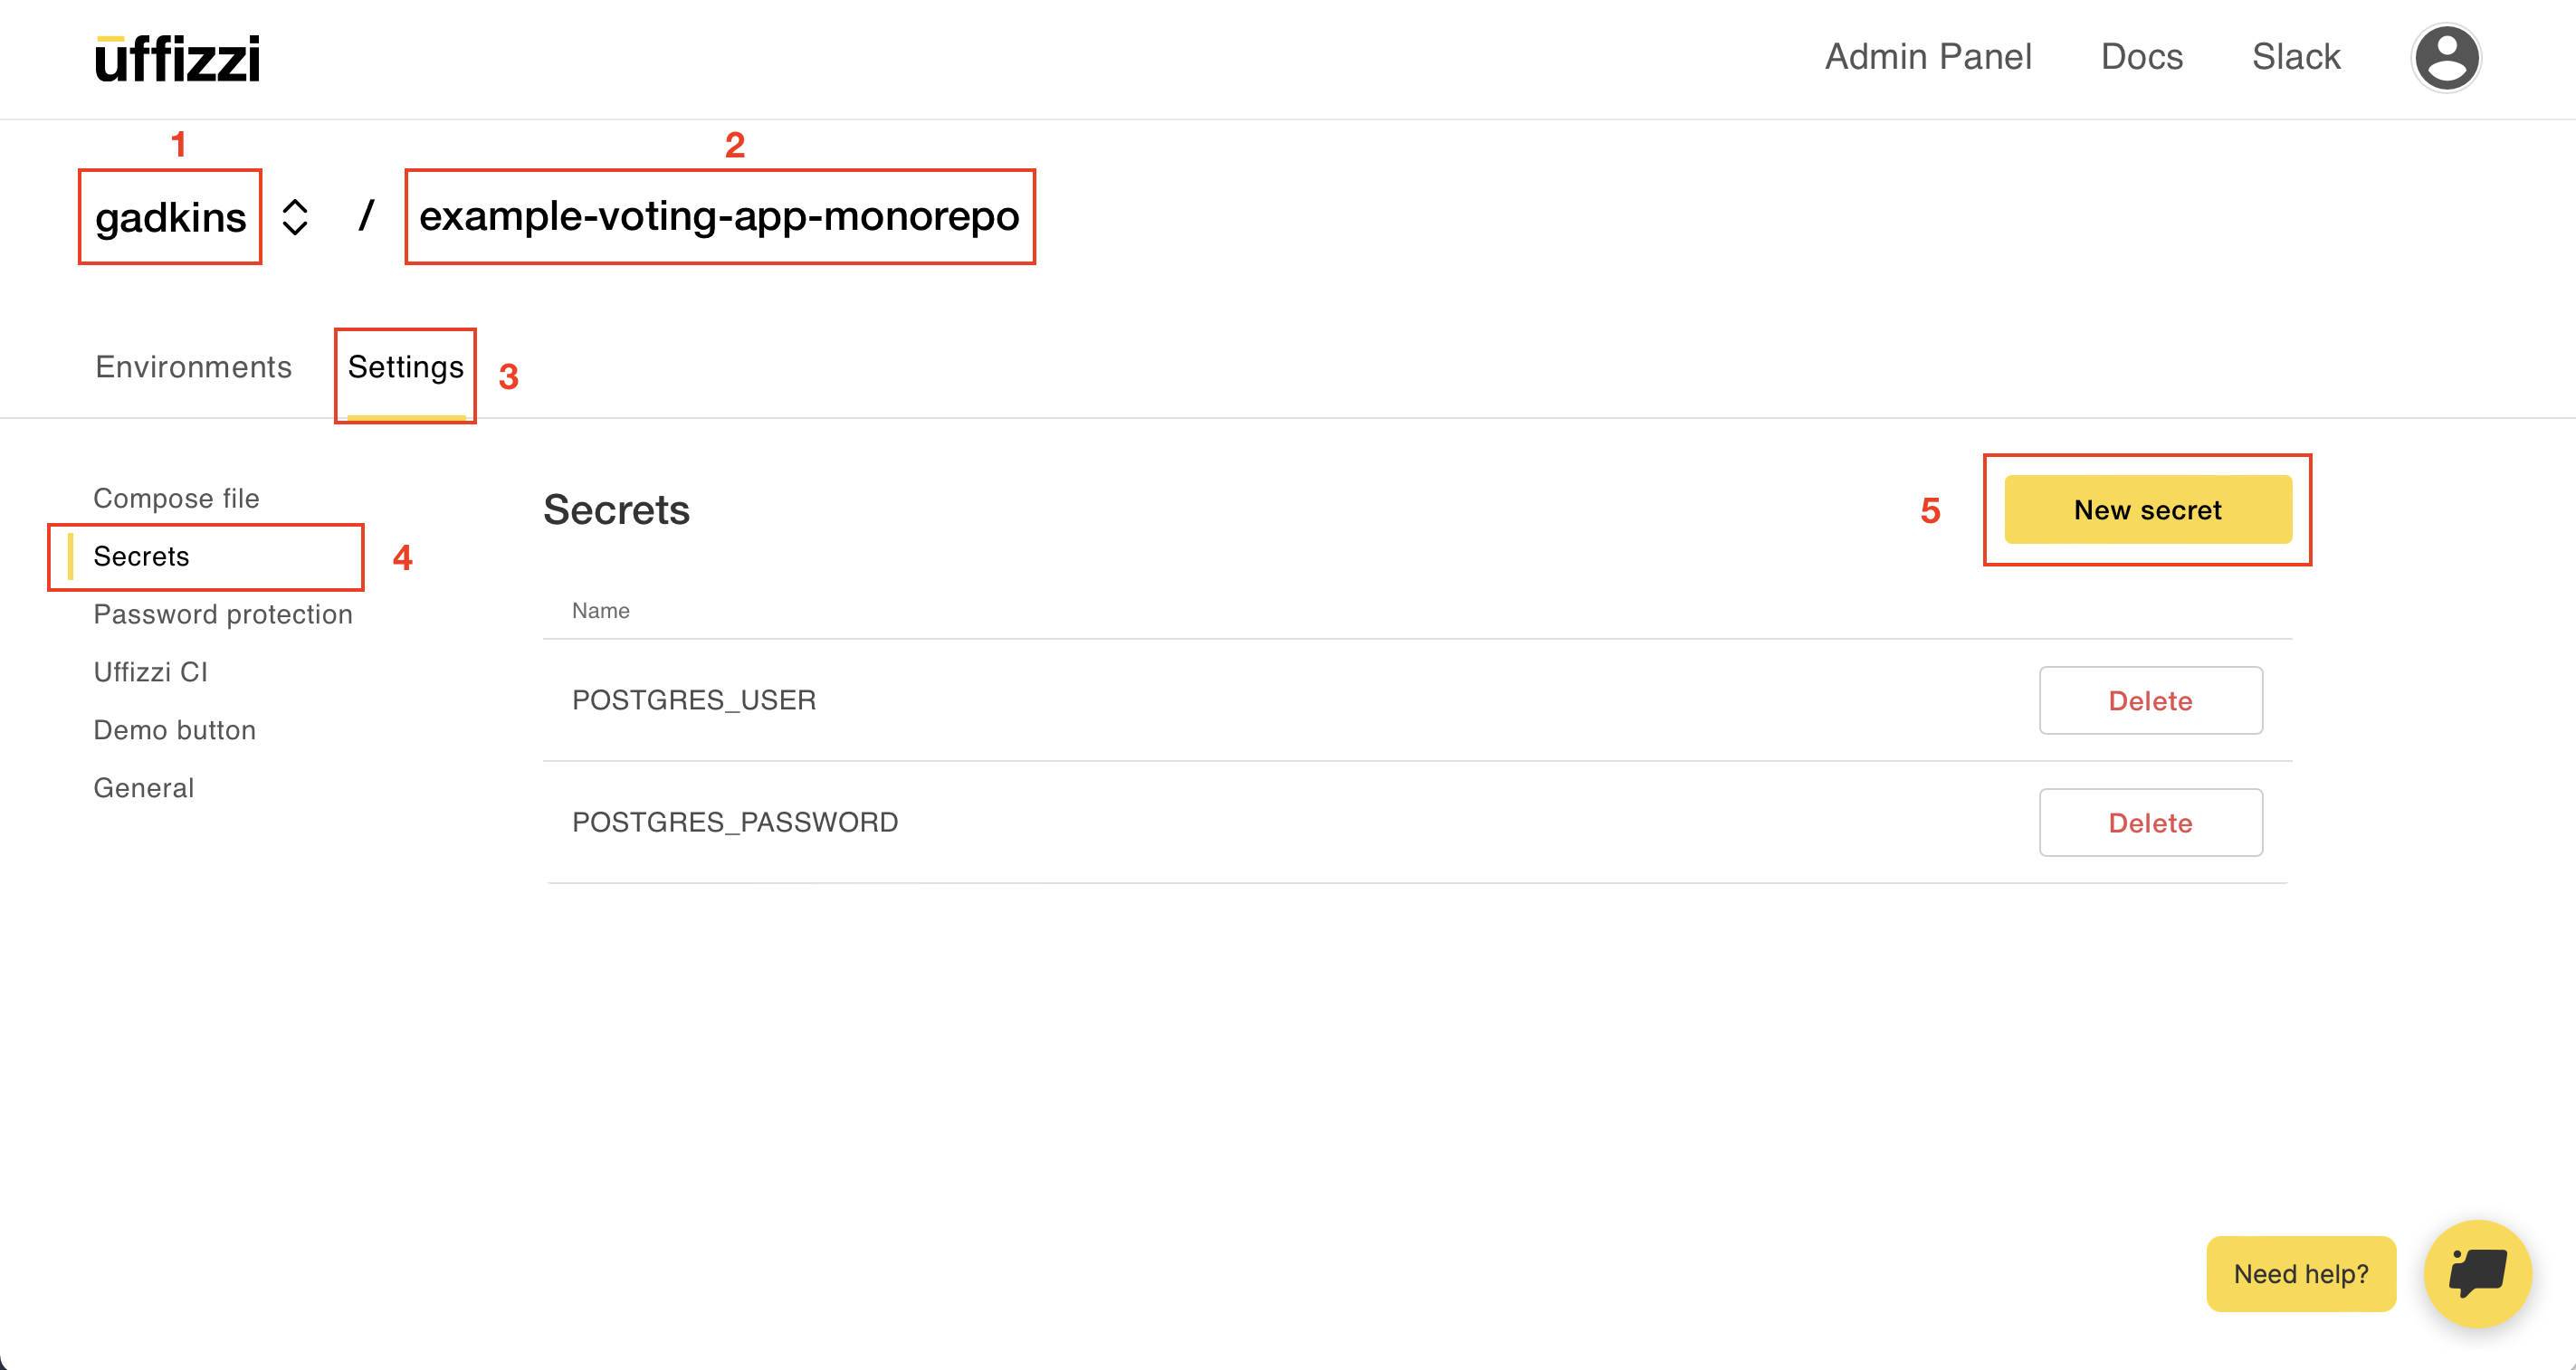 uffizzi
Admin Panel Docs Slack
1 2
gadkins / example-voting-app-monorepo
Environments Settings 3
Compose file
Secrets 4
Password protection
Uffizzi CI
Demo button
General
Secrets
5 New secret
Name
POSTGRES_USER Delete
POSTGRES_PASSWORD Delete
Need help?